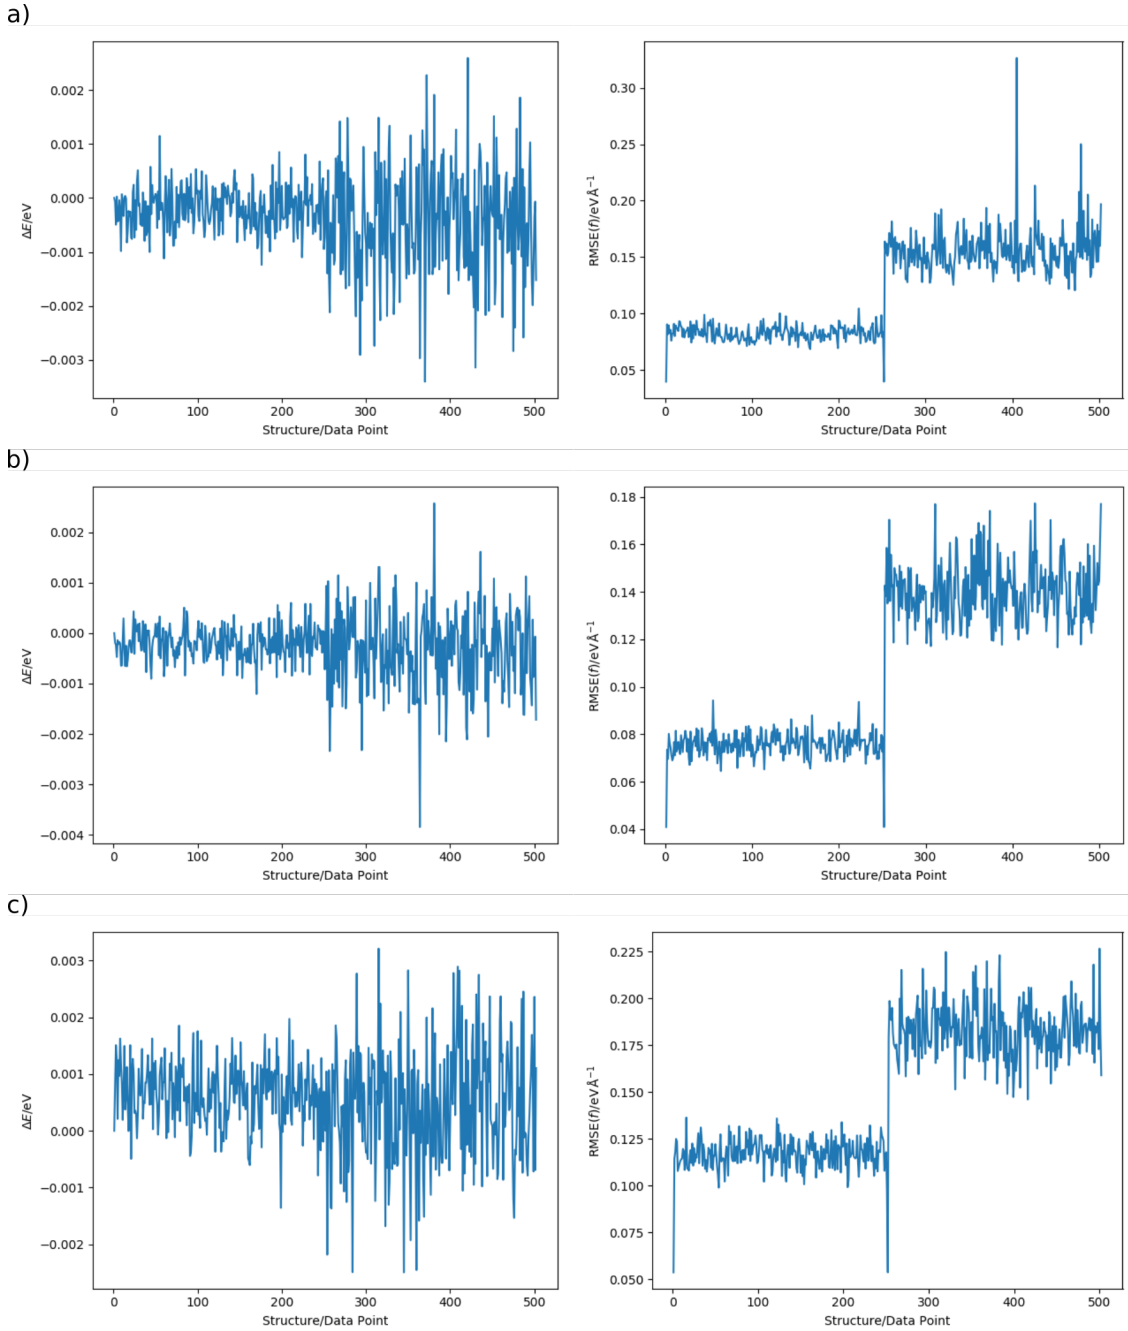 a)
0.002
0.001
0.000
−0.001
−0.002
−0.003
ΔE/eV
0 100 200 300 400 500
Structure/Data Point
0.30
0.25
0.20
0.15
0.10
0.05
RMSE(f)/eVÅ⁻¹
0 100 200 300 400 500
Structure/Data Point
b)
0.002
0.001
0.000
−0.001
−0.002
−0.003
−0.004
ΔE/eV
0 100 200 300 400 500
Structure/Data Point
0.18
0.16
0.14
0.12
0.10
0.08
0.06
0.04
RMSE(f)/eVÅ⁻¹
0 100 200 300 400 500
Structure/Data Point
c)
0.003
0.002
0.001
0.000
−0.001
−0.002
ΔE/eV
0 100 200 300 400 500
Structure/Data Point
0.225
0.200
0.175
0.150
0.125
0.100
0.075
0.050
RMSE(f)/eVÅ⁻¹
0 100 200 300 400 500
Structure/Data Point